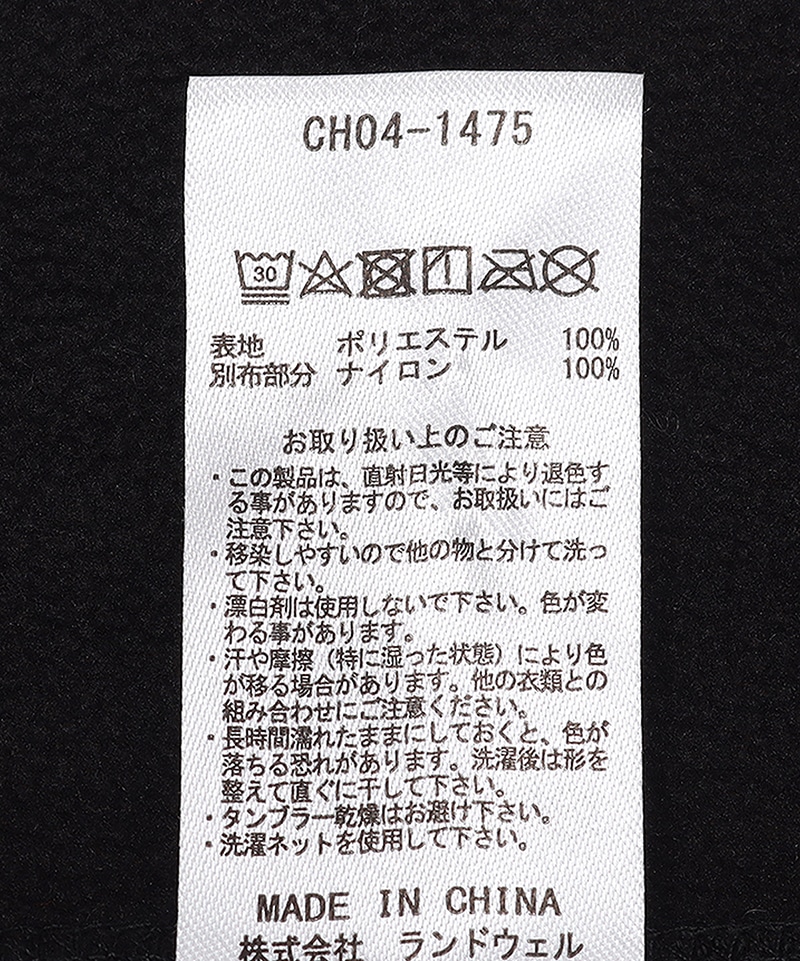 CH04-1475
30
表地 ポリエステル 100%
別布部分 ナイロン 100%
お取り扱い上のご注意
・この製品は、直射日光等により退色す
る事がありますので、お取扱いにはご
注意下さい。
・移染しやすいので他の物と分けて洗っ
て下さい。
・漂白剤は使用しないで下さい。色が変
わる事があります。
・汗や摩擦（特に湿った状態）により色
が移る場合があります。他の衣類との
組み合わせにご注意ください。
・長時間濡れたままにしておくと、色が
落ちる恐れがあります。洗濯後は形を
整えて直ぐに干して下さい。
・タンブラー乾燥はお避け下さい。
・洗濯ネットを使用して下さい。
MADE IN CHINA
株式会社 ランドウェル